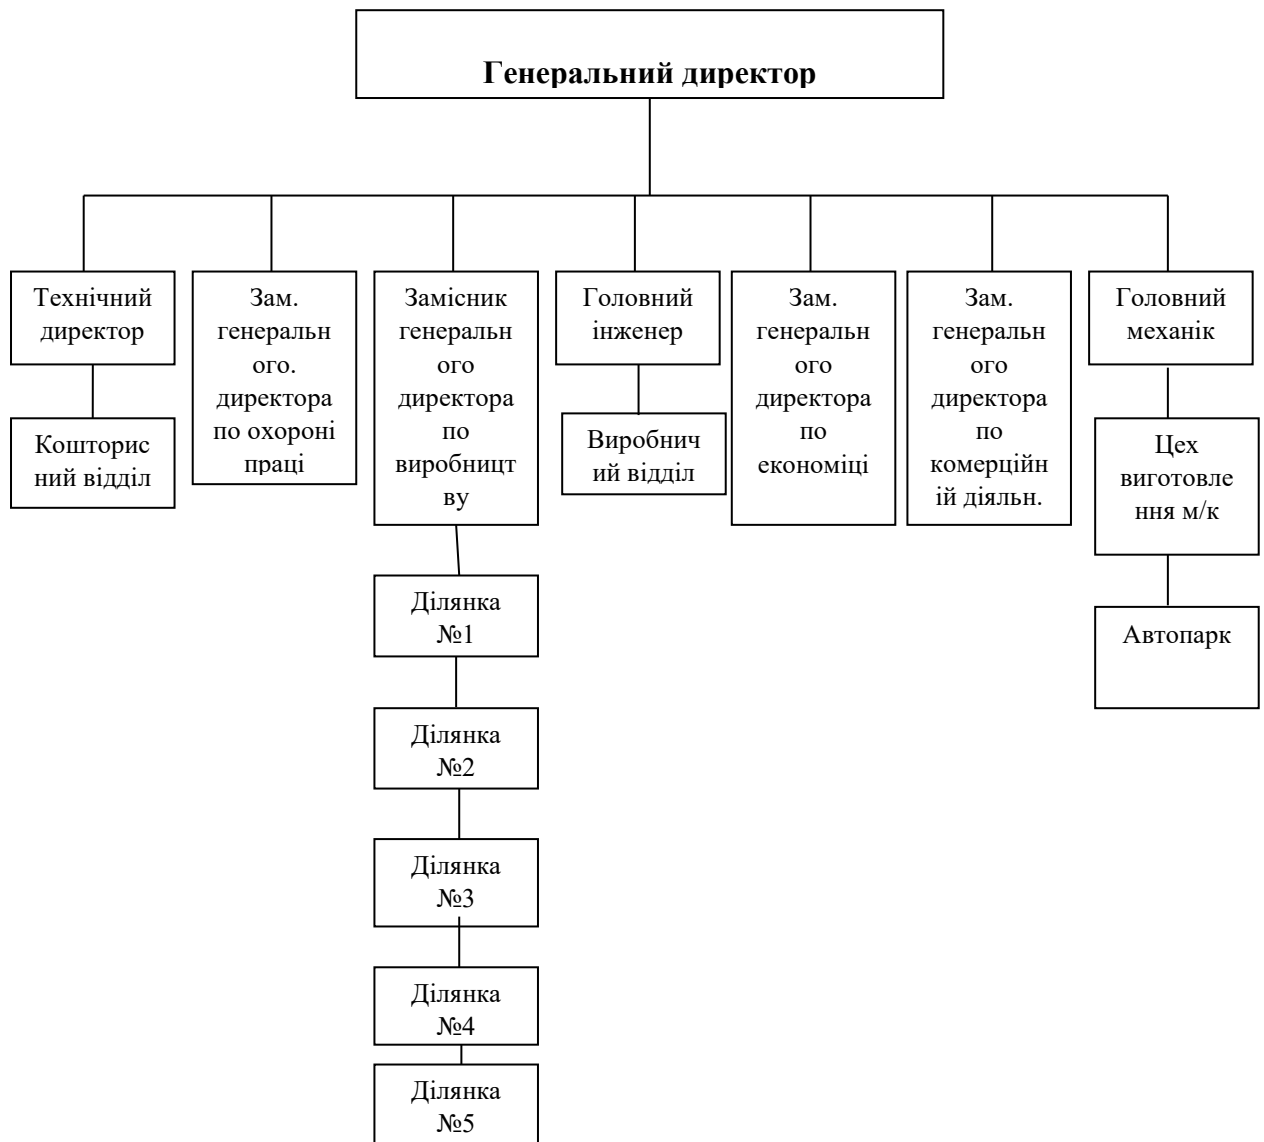 Генеральний директор
Технічний
директор
Зам.
генеральн
ого.
директора
по охороні
праці
Замісник
генеральн
ого
директора
по
виробницт
ву
Головний
інженер
Зам.
генеральн
ого
директора
по
економіці
Зам.
генеральн
ого
директора
по
комерційн
ій діяльн.
Головний
механік
Кошторис
ний відділ
Виробнич
ий відділ
Цех
виготовле
ння м/к
Ділянка
№1
Автопарк
Ділянка
№2
Ділянка
№3
Ділянка
№4
Ділянка
№5